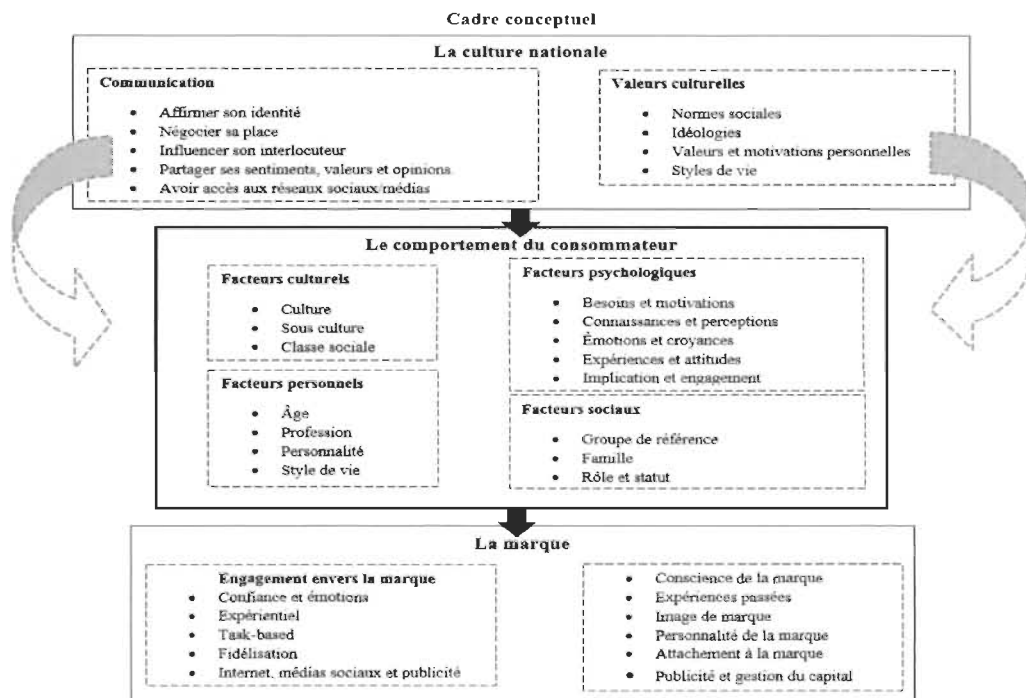 Cadre conceptuel
La culture nationale
Communication
• Affirmer son identité
• Négocier sa place
• Influencer son interlocuteur
• Partager ses sentiments, valeurs et opinions
• Avoir accès aux réseaux sociaux/médias
Valeurs culturelles
• Normes sociales
• Idéologies
• Valeurs et motivations personnelles
• Styles de vie
Le comportement du consommateur
Facteurs culturels
• Culture
• Sous culture
• Classe sociale
Facteurs personnels
• Âge
• Profession
• Personnalité
• Style de vie
Facteurs psychologiques
• Besoins et motivations
• Connaissances et perceptions
• Émotions et croyances
• Expériences et attitudes
• Implication et engagement
Facteurs sociaux
• Groupe de référence
• Famille
• Rôle et statut
La marque
Engagement envers la marque
• Confiance et émotions
• Expérientiel
• Task-based
• Fidélisation
• Internet, médias sociaux et publicité
• Conscience de la marque
• Expériences passées
• Image de marque
• Personnalité de la marque
• Attachement à la marque
• Publicité et gestion du capital